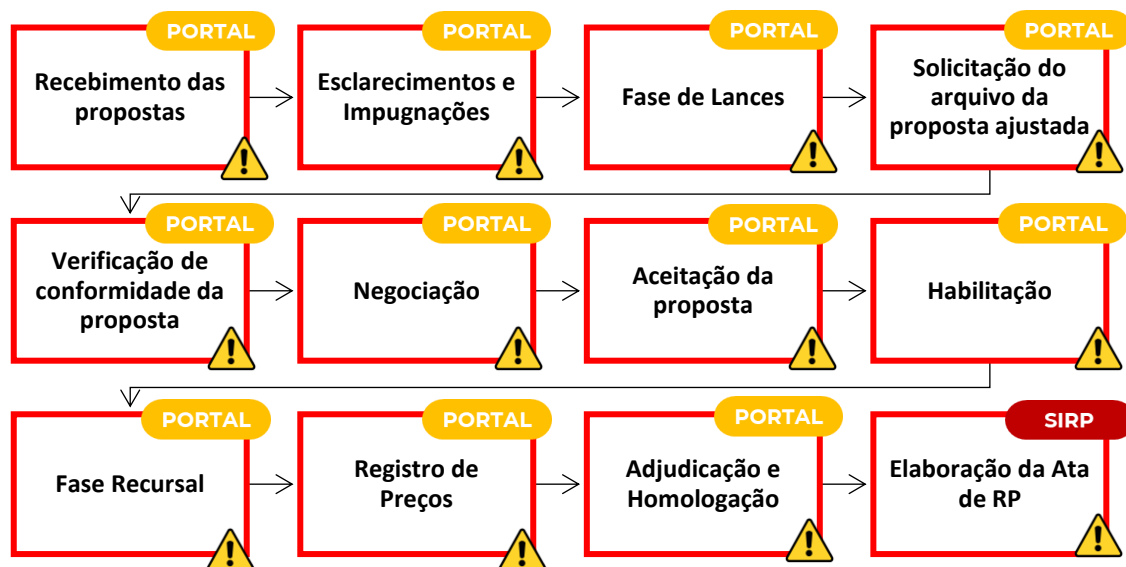 PORTAL
Recebimento das
propostas
PORTAL
Esclarecimentos e
Impugnações
PORTAL
Fase de Lances
PORTAL
Solicitação do
arquivo da
proposta ajustada
PORTAL
Verificação de
conformidade da
proposta
PORTAL
Negociação
PORTAL
Aceitação da
proposta
PORTAL
Habilitação
PORTAL
Fase Recursal
PORTAL
Registro de
Preços
PORTAL
Adjudicação e
Homologação
SIRP
Elaboração da Ata
de RP